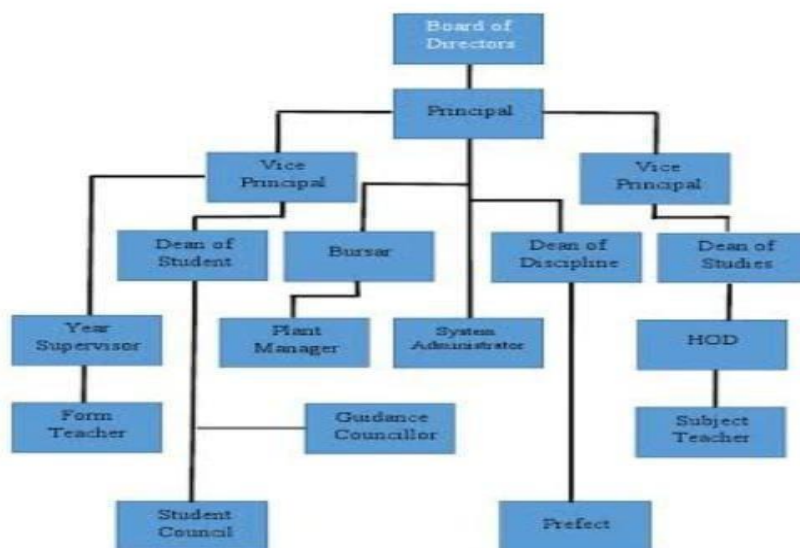 Board of
Directors
Principal
Vice
Principal
Vice
Principal
Dean of
Student
Bursar
Dean of
Discipline
Dean of
Studies
Year
Supervisor
Plant
Manager
System
Administrator
HOD
Form
Teacher
Guidance
Councillor
Subject
Teacher
Student
Council
Prefect